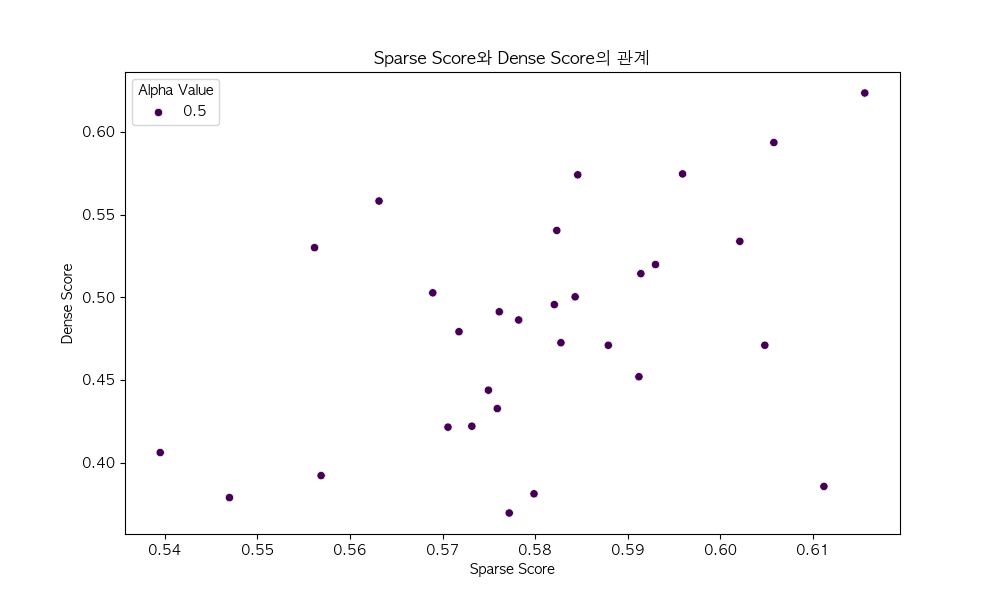 Sparse Score와 Dense Score의 관계
Alpha Value
0.5
0.60
0.55
0.50
0.45
0.40
Dense Score
0.54 0.55 0.56 0.57 0.58 0.59 0.60 0.61
Sparse Score